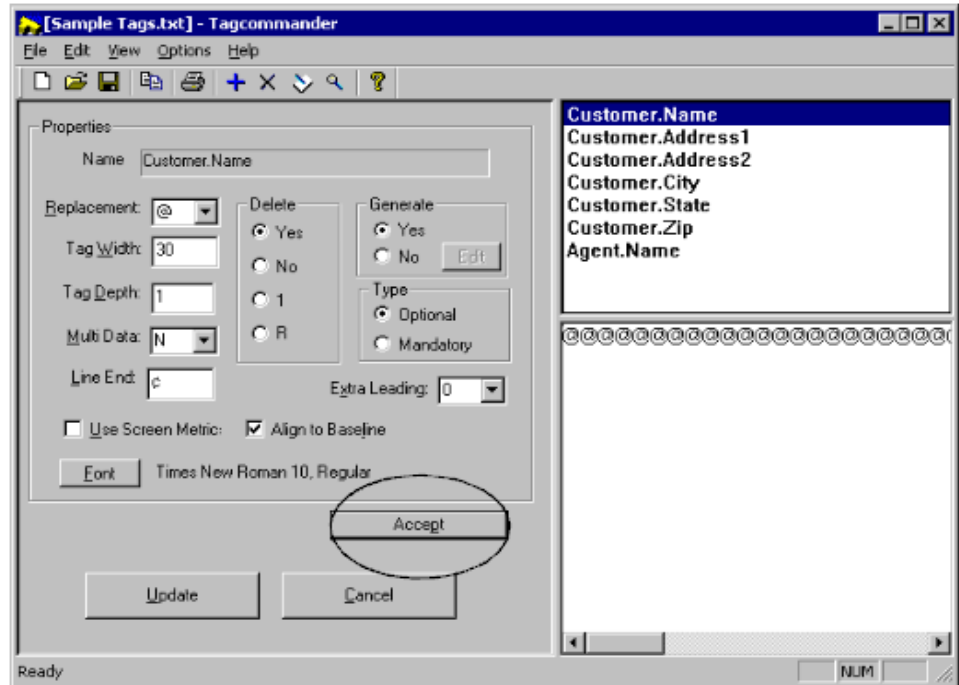 [Sample Tags.txt] - Tagcommander
File Edit View Options Help
Properties
Name Customer.Name
Replacement: @
Tag Width: 30
Tag Depth: 1
Multi Data: N
Line End: ¢
Delete
Yes
No
1
R
Generate
Yes
No Edit
Type
Optional
Mandatory
Extra Leading: 0
Use Screen Metric: Align to Baseline
Font Times New Roman 10, Regular
Accept
Update Cancel
Customer.Name
Customer.Address1
Customer.Address2
Customer.City
Customer.State
Customer.Zip
Agent.Name
@@@@@@@@@@@@@@@@@@@@@(
Ready NUM